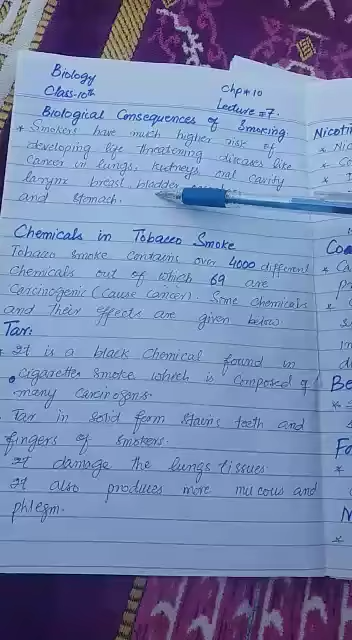 Biology
Class-10th
Chp # 10
Lecture = 7.
Biological Consequences of Smoking.
* Smokers have much higher risk of
developing life threatening diseases like
Cancer in lungs, kidneys oral cavity
larynx breast bladder
and stomach.
Chemicals in Tobacco Smoke
Tobacco smoke contains over 4000 different
Chemicals out of which 69 are
Carcinogenic (cause cancer). Some chemicals
and their effects are given below.
Tar:
It is a black chemical found in
cigarettes smoke which is composed of
many carcinogens.
Tar in solid form stains teeth and
fingers of smokers.
It damage the lungs tissues.
It also produces more mucous and
phlegm.
Nicotin
* Nic
* Co
Be
Fo